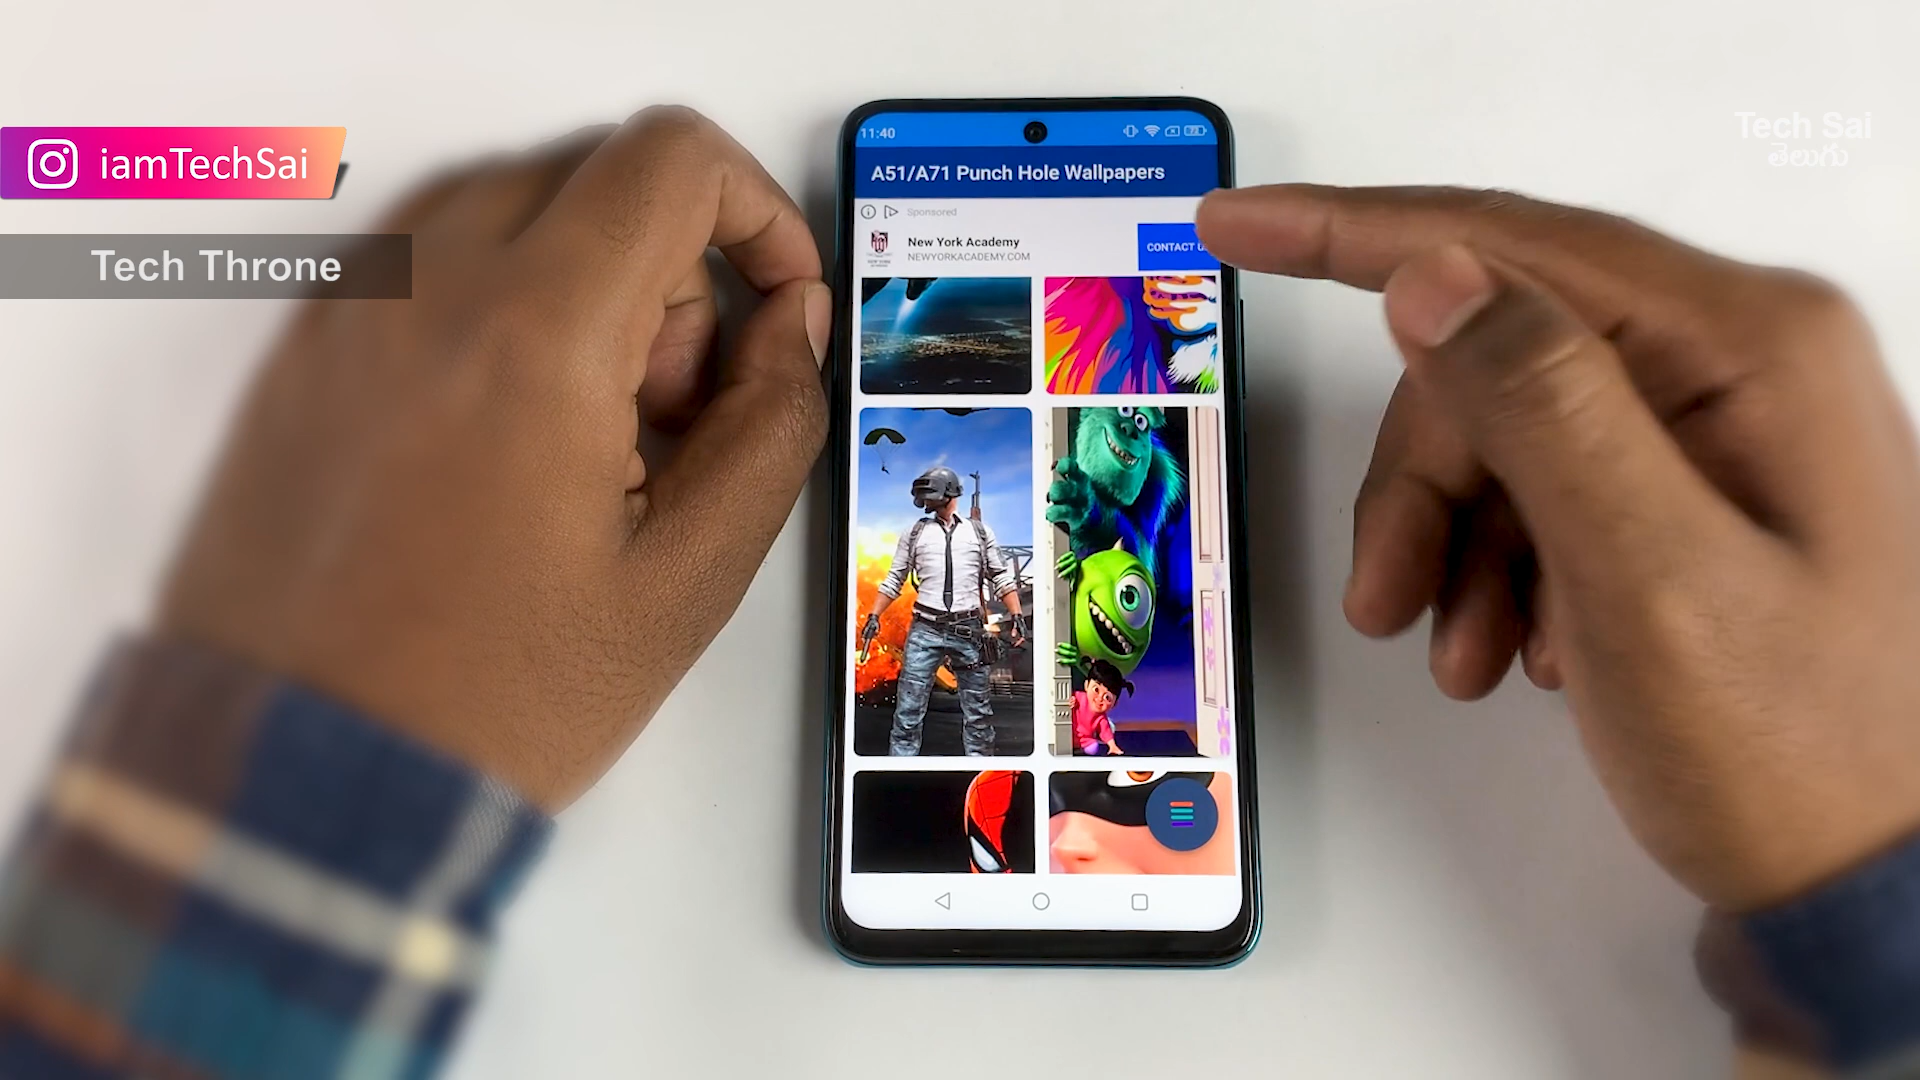 iamTechSai
Tech Throne
Tech Sai
తెలుగు
11:40
A51/A71 Punch Hole Wallpapers
Sponsored
New York Academy
NEWYORKACADEMY.COM
CONTACT U